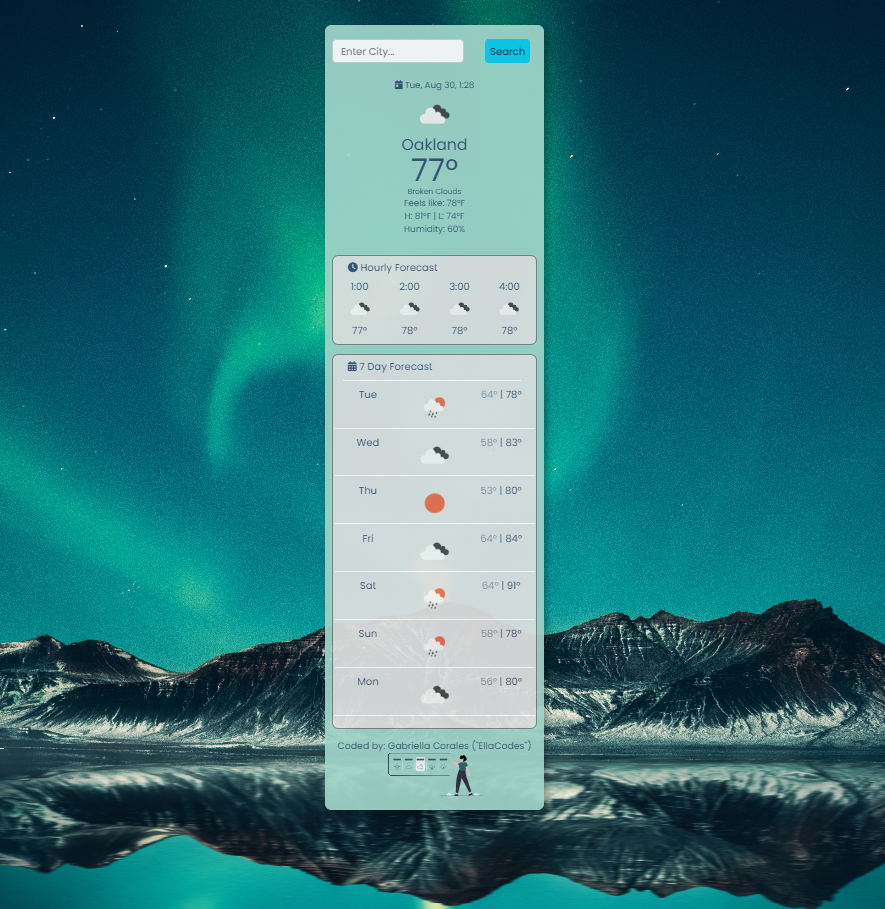 Enter City... Search
Tue, Aug 30, 1:28
Oakland
77°
Broken Clouds
Feels like: 78°F
H: 81°F | L: 74°F
Humidity: 60%
Hourly Forecast
1:00 2:00 3:00 4:00
77° 78° 78° 78°
7 Day Forecast
Tue 64° | 78°
Wed 58° | 83°
Thu 53° | 80°
Fri 64° | 84°
Sat 64° | 91°
Sun 58° | 78°
Mon 56° | 80°
Coded by: Gabriella Corales ("EllaCodes")